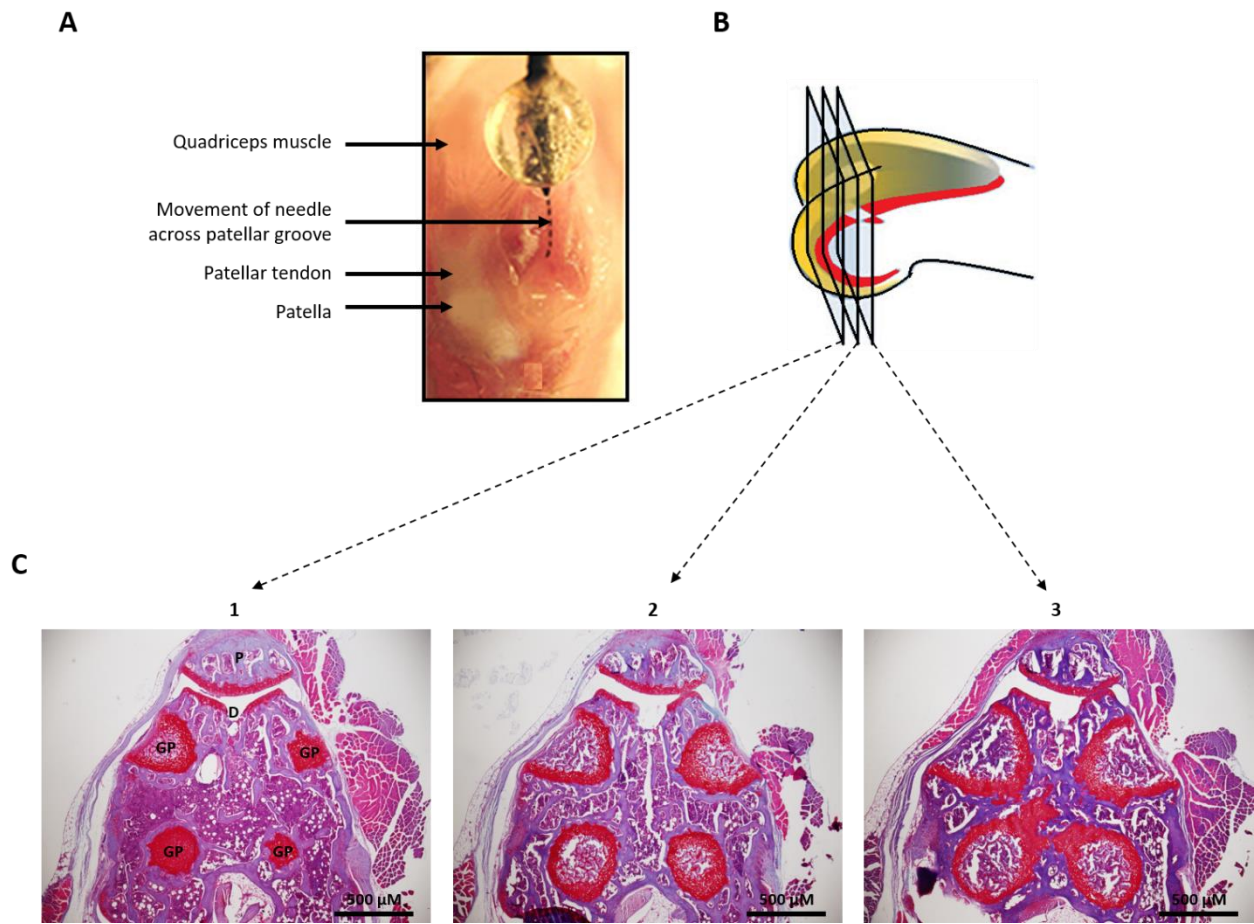 A
B
Quadriceps muscle
Movement of needle
across patellar groove
Patellar tendon
Patella
C
1
2
3
P
D
GP
GP
GP
GP
500 µM
500 µM
500 µM